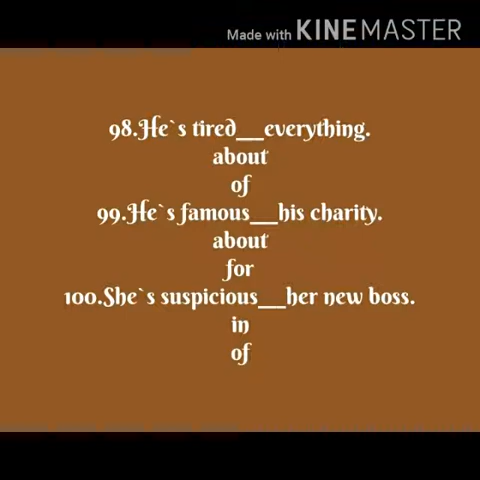 Made with KINEMASTER
98.He`s tired__everything.
about
of
99.He`s famous__his charity.
about
for
100.She`s suspicious__her new boss.
in
of